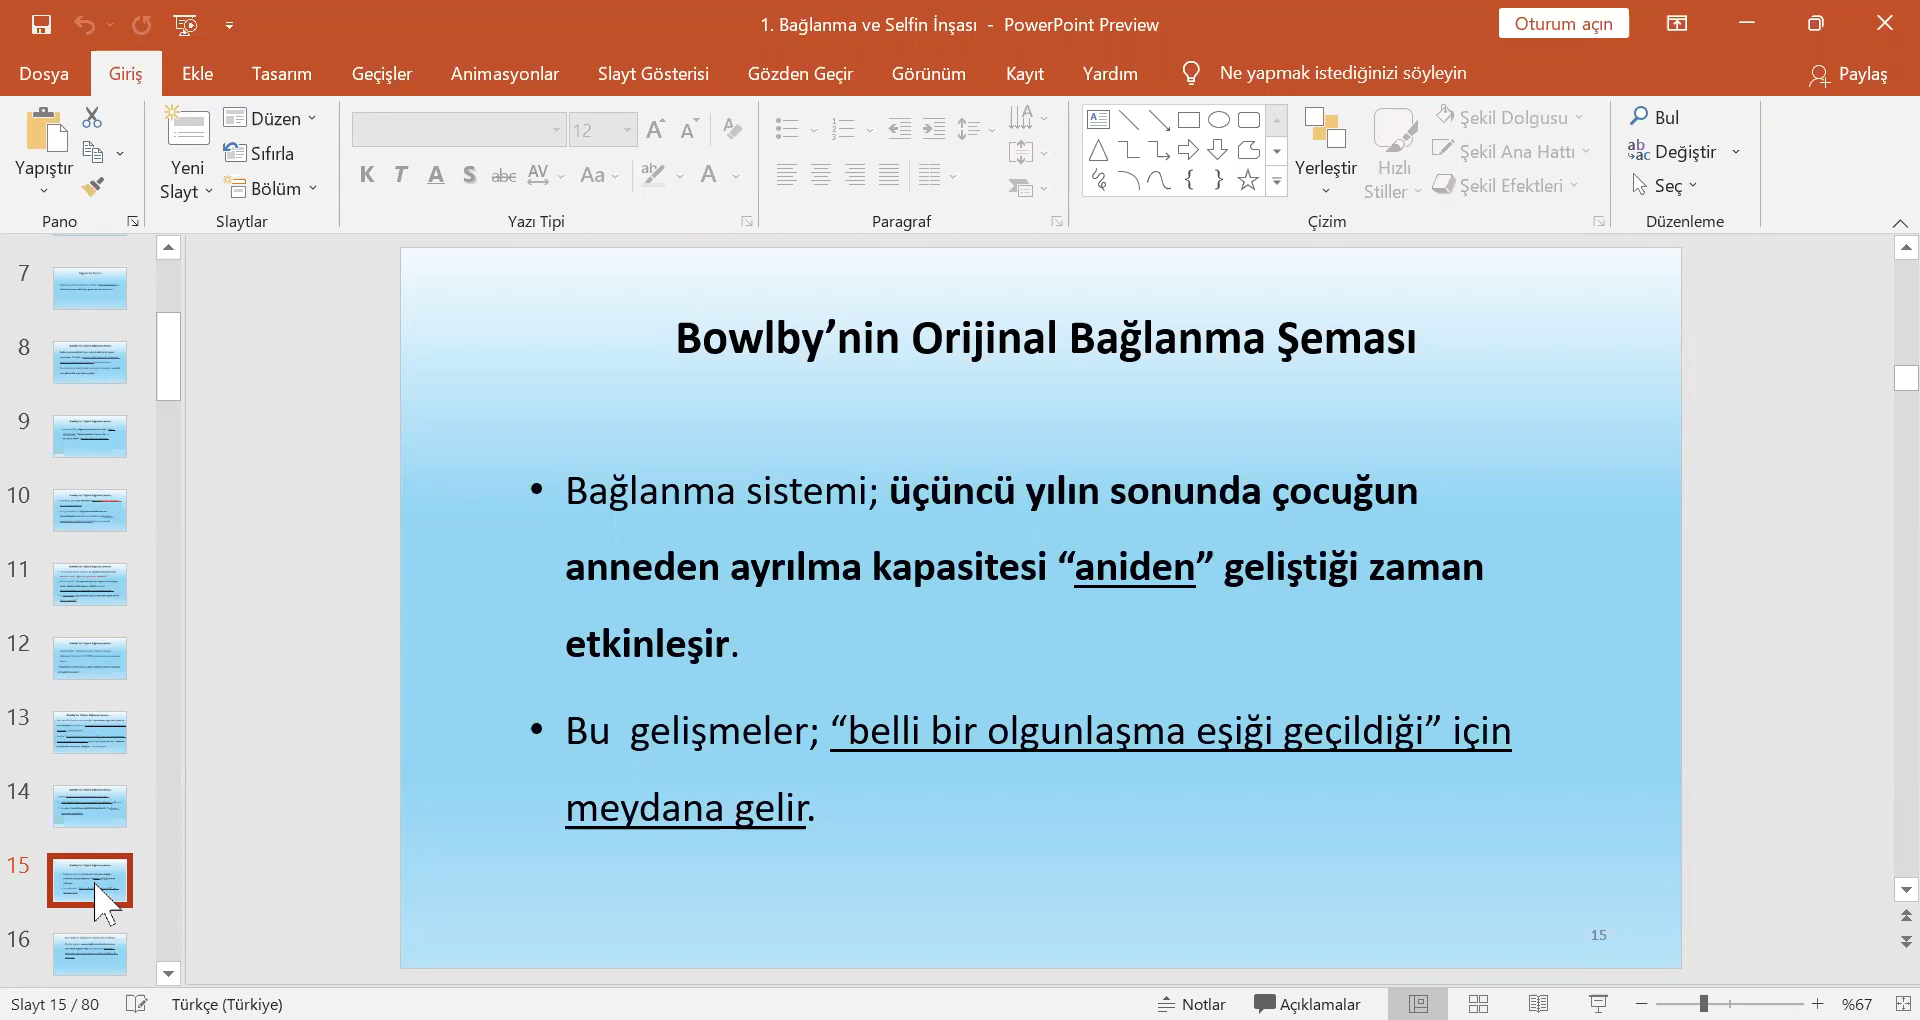 1. Bağlanma ve Selfin İnşası - PowerPoint Preview
Oturum açın
Dosya Giriş Ekle Tasarım Geçişler Animasyonlar Slayt Gösterisi Gözden Geçir Görünüm Kayıt Yardım Ne yapmak istediğinizi söyleyin Paylaş
Yapıştır
Pano
Yeni Slayt
Düzen
Sıfırla
Bölüm
Slaytlar
12
K T A S abc AV Aa A
Yazı Tipi
Paragraf
Yerleştir
Hızlı Stiller
Şekil Dolgusu
Şekil Ana Hattı
Şekil Efektleri
Çizim
Bul
Değiştir
Seç
Düzenleme
7
8
9
10
11
12
13
14
15
16
Bowlby’nin Orijinal Bağlanma Şeması
• Bağlanma sistemi; üçüncü yılın sonunda çocuğun
anneden ayrılma kapasitesi “aniden” geliştiği zaman
etkinleşir.
• Bu gelişmeler; “belli bir olgunlaşma eşiği geçildiği” için
meydana gelir.
15
Slayt 15 / 80 Türkçe (Türkiye) Notlar Açıklamalar %67